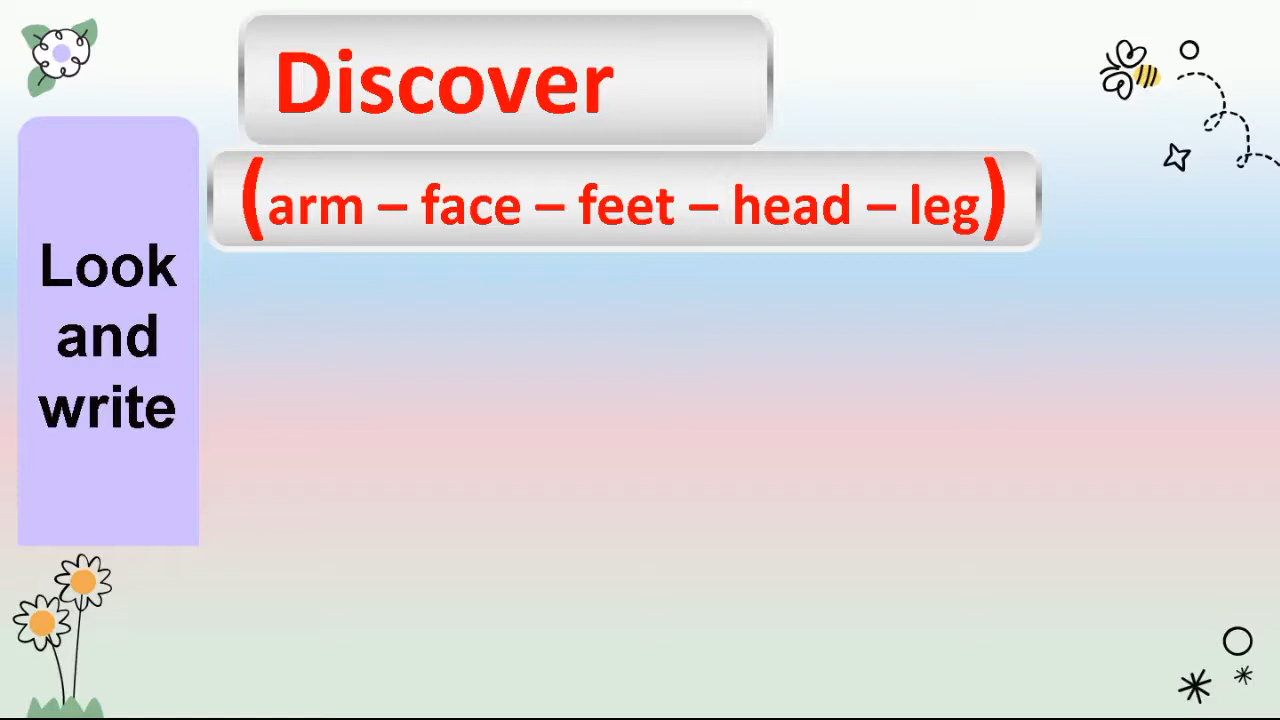 Discover
(arm – face – feet – head – leg)
Look
and
write